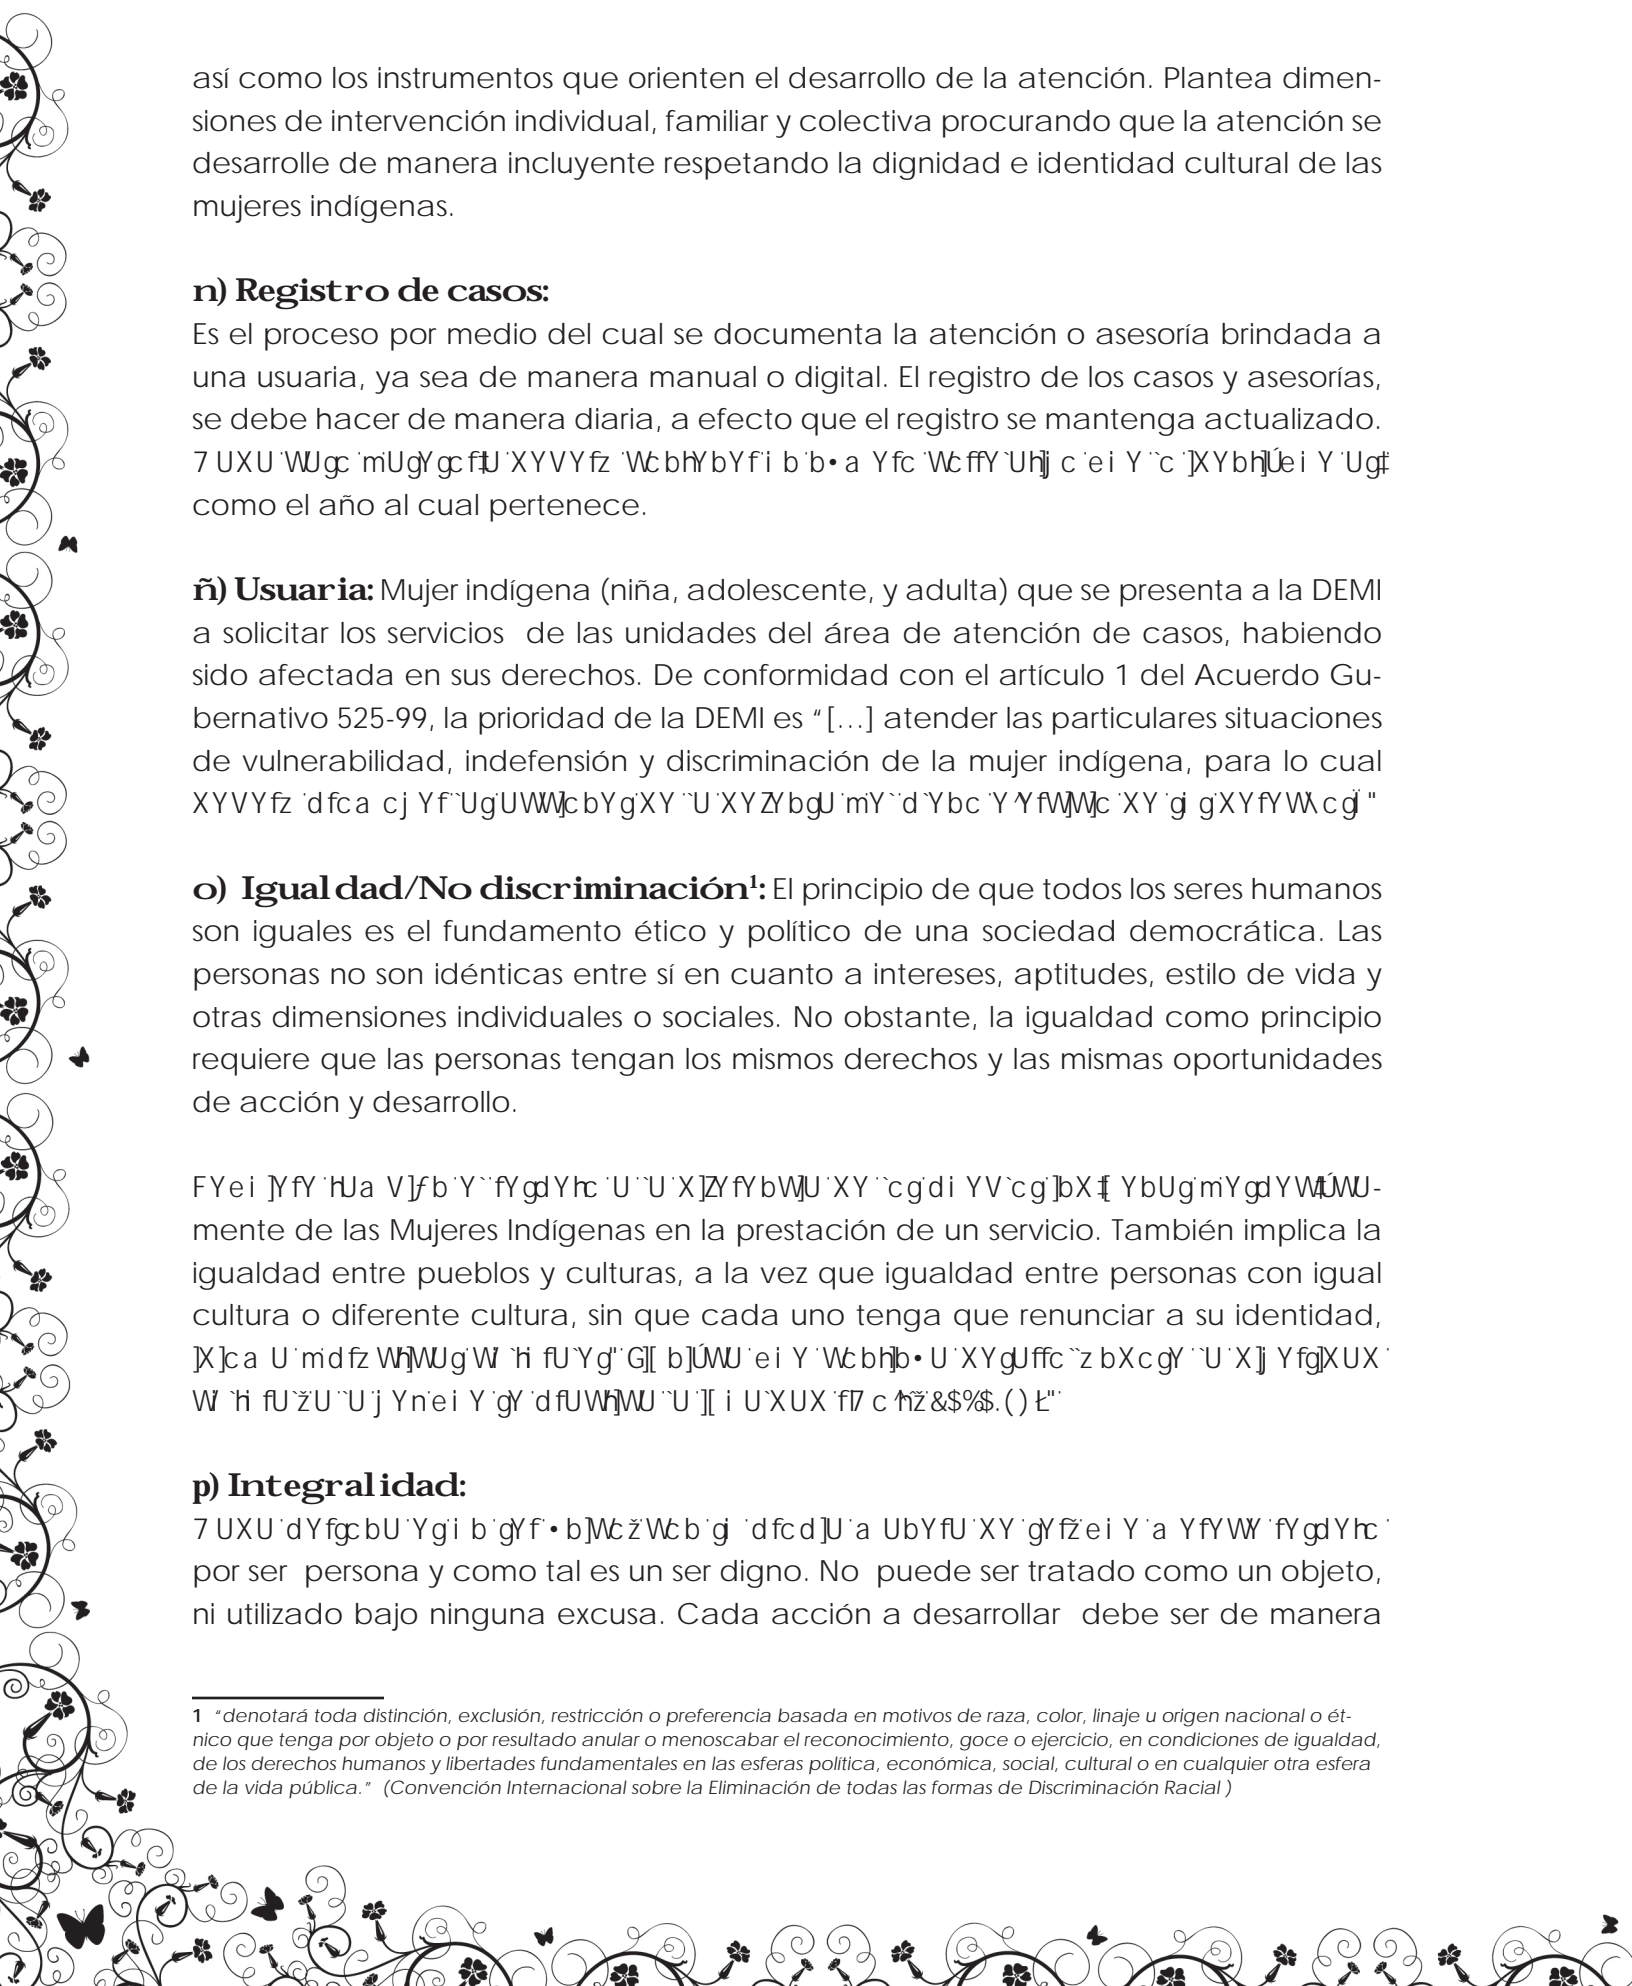 así como los instrumentos que orienten el desarrollo de la atención. Plantea dimen-
siones de intervención individual, familiar y colectiva procurando que la atención se
desarrolle de manera incluyente respetando la dignidad e identidad cultural de las
mujeres indígenas.
n) Registro de casos:
Es el proceso por medio del cual se documenta la atención o asesoría brindada a
una usuaria, ya sea de manera manual o digital. El registro de los casos y asesorías,
se debe hacer de manera diaria, a efecto que el registro se mantenga actualizado.
como el año al cual pertenece.
ñ) Usuaria: Mujer indígena (niña, adolescente, y adulta) que se presenta a la DEMI
a solicitar los servicios de las unidades del área de atención de casos, habiendo
sido afectada en sus derechos. De conformidad con el artículo 1 del Acuerdo Gu-
bernativo 525-99, la prioridad de la DEMI es “[...] atender las particulares situaciones
de vulnerabilidad, indefensión y discriminación de la mujer indígena, para lo cual
o) Igualdad/No discriminación¹: El principio de que todos los seres humanos
son iguales es el fundamento ético y político de una sociedad democrática. Las
personas no son idénticas entre sí en cuanto a intereses, aptitudes, estilo de vida y
otras dimensiones individuales o sociales. No obstante, la igualdad como principio
requiere que las personas tengan los mismos derechos y las mismas oportunidades
de acción y desarrollo.
mente de las Mujeres Indígenas en la prestación de un servicio. También implica la
igualdad entre pueblos y culturas, a la vez que igualdad entre personas con igual
cultura o diferente cultura, sin que cada uno tenga que renunciar a su identidad,
p) Integralidad:
por ser persona y como tal es un ser digno. No puede ser tratado como un objeto,
ni utilizado bajo ninguna excusa. Cada acción a desarrollar debe ser de manera
1 “denotará toda distinción, exclusión, restricción o preferencia basada en motivos de raza, color, linaje u origen nacional o ét-
nico que tenga por objeto o por resultado anular o menoscabar el reconocimiento, goce o ejercicio, en condiciones de igualdad,
de los derechos humanos y libertades fundamentales en las esferas política, económica, social, cultural o en cualquier otra esfera
de la vida pública.” (Convención Internacional sobre la Eliminación de todas las formas de Discriminación Racial )